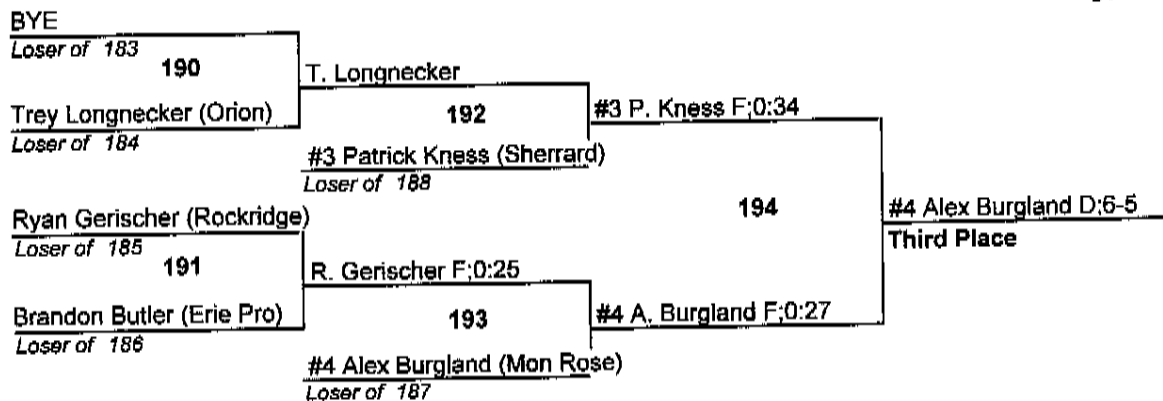 BYE
Loser of 183
190
T. Longnecker
Trey Longnecker (Orion)
Loser of 184
192
#3 P. Kness F;0:34
#3 Patrick Kness (Sherrard)
Loser of 188
194
#4 Alex Burgland D;6-5
Third Place
Ryan Gerischer (Rockridge)
Loser of 185
191
R. Gerischer F;0:25
Brandon Butler (Erie Pro)
Loser of 186
193
#4 A. Burgland F;0:27
#4 Alex Burgland (Mon Rose)
Loser of 187